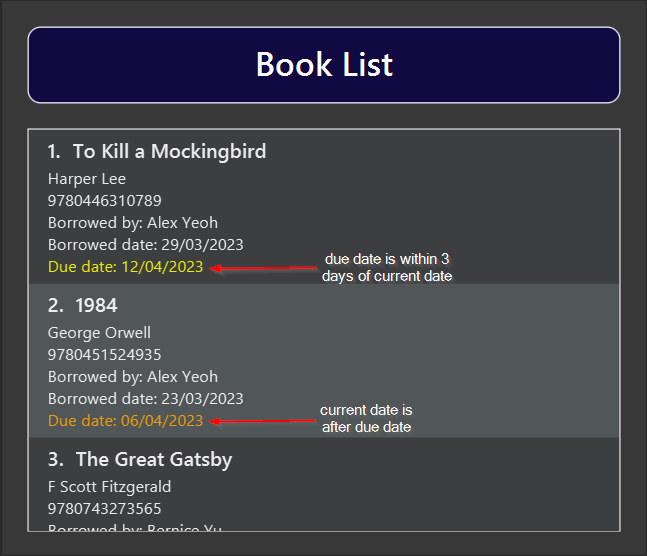 Book List
1. To Kill a Mockingbird
Harper Lee
9780446310789
Borrowed by: Alex Yeoh
Borrowed date: 29/03/2023
Due date: 12/04/2023
due date is within 3
days of current date
2. 1984
George Orwell
9780451524935
Borrowed by: Alex Yeoh
Borrowed date: 23/03/2023
Due date: 06/04/2023
current date is
after due date
3. The Great Gatsby
F Scott Fitzgerald
9780743273565
Borrowed by: Bernice Yu